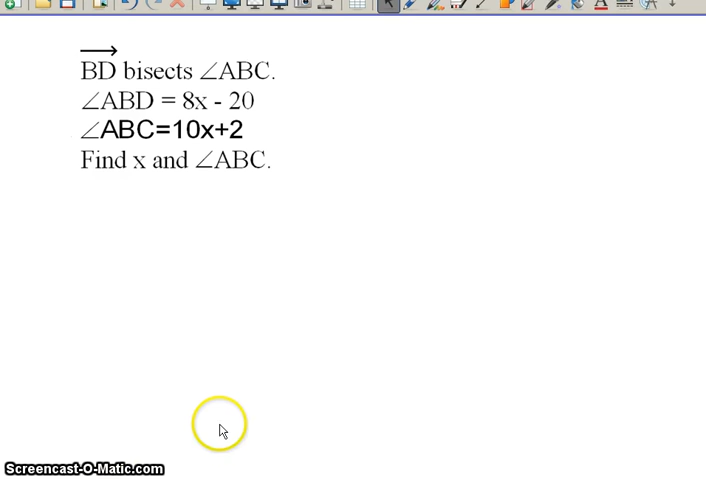 BD bisects ∠ABC.
∠ABD = 8x - 20
∠ABC=10x+2
Find x and ∠ABC.
Screencast-O-Matic.com